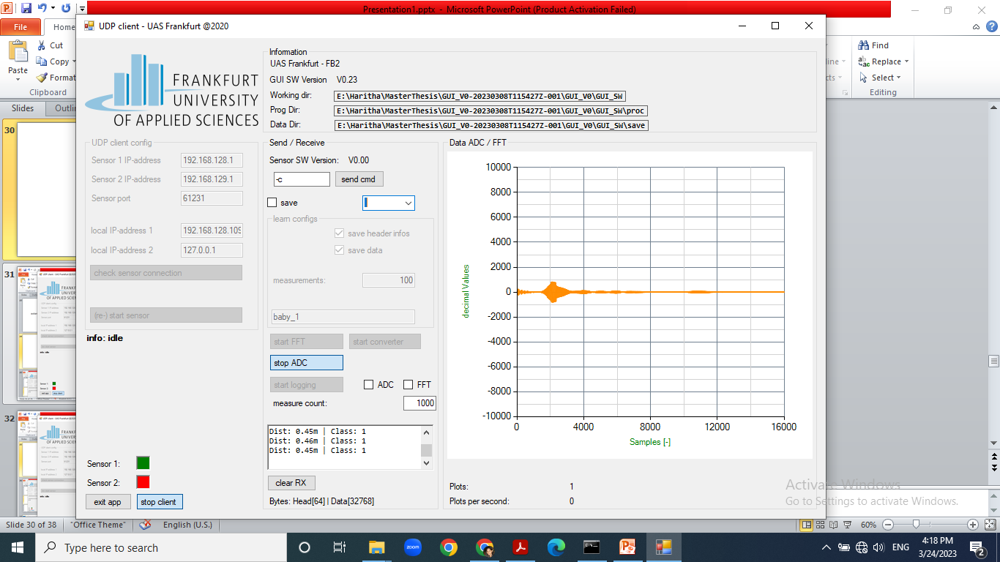 Presentation1.pptx - Microsoft PowerPoint (Product Activation Failed)
File
Home
UDP client - UAS Frankfurt @2020
Paste
Cut
Copy
Format
Clipboard
Find
Replace
Select
Editing
Slides
Outlin
30
31
32
FRANKFURT
UNIVERSITY
OF APPLIED SCIENCES
Information
UAS Frankfurt - FB2
GUI SW Version V0.23
Working dir: E:\Haritha\MasterThesis\GUI_V0-20230308T115427Z-001\GUI_V0\GUI_SW
Prog Dir: E:\Haritha\MasterThesis\GUI_V0-20230308T115427Z-001\GUI_V0\GUI_SW\proc
Data Dir: E:\Haritha\MasterThesis\GUI_V0-20230308T115427Z-001\GUI_V0\GUI_SW\save
UDP client config
Sensor 1 IP-address 192.168.128.1
Sensor 2 IP-address 192.168.129.1
Sensor port 61231
local IP-address 1 192.168.128.109
local IP-address 2 127.0.0.1
check sensor connection
(re-) start sensor
info: idle
Sensor 1:
Sensor 2:
exit app stop client
Send / Receive
Sensor SW Version: V0.00
-c send cmd
save
learn configs
save header infos
save data
measurements: 100
baby_1
start FFT start converter
stop ADC
start logging ADC FFT
measure count: 1000
Dist: 0.45m | Class: 1
Dist: 0.46m | Class: 1
Dist: 0.45m | Class: 1
clear RX
Bytes: Head[64] | Data[32768]
Data ADC / FFT
10000
8000
6000
4000
2000
0
-2000
-4000
-6000
-8000
-10000
decimal Values
0 4000 8000 12000 16000
Samples [-]
Plots: 1
Plots per second: 0
Activate Windows
Go to Settings to activate Windows.
Slide 30 of 38 "Office Theme" English (U.S.) 60%
Type here to search
zoom
ENG
4:18 PM
3/24/2023
2